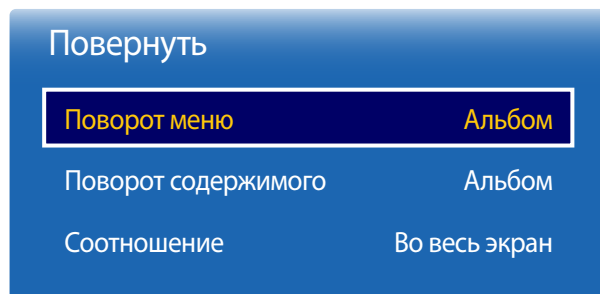 Повернуть
Поворот меню Альбом
Поворот содержимого Альбом
Соотношение Во весь экран